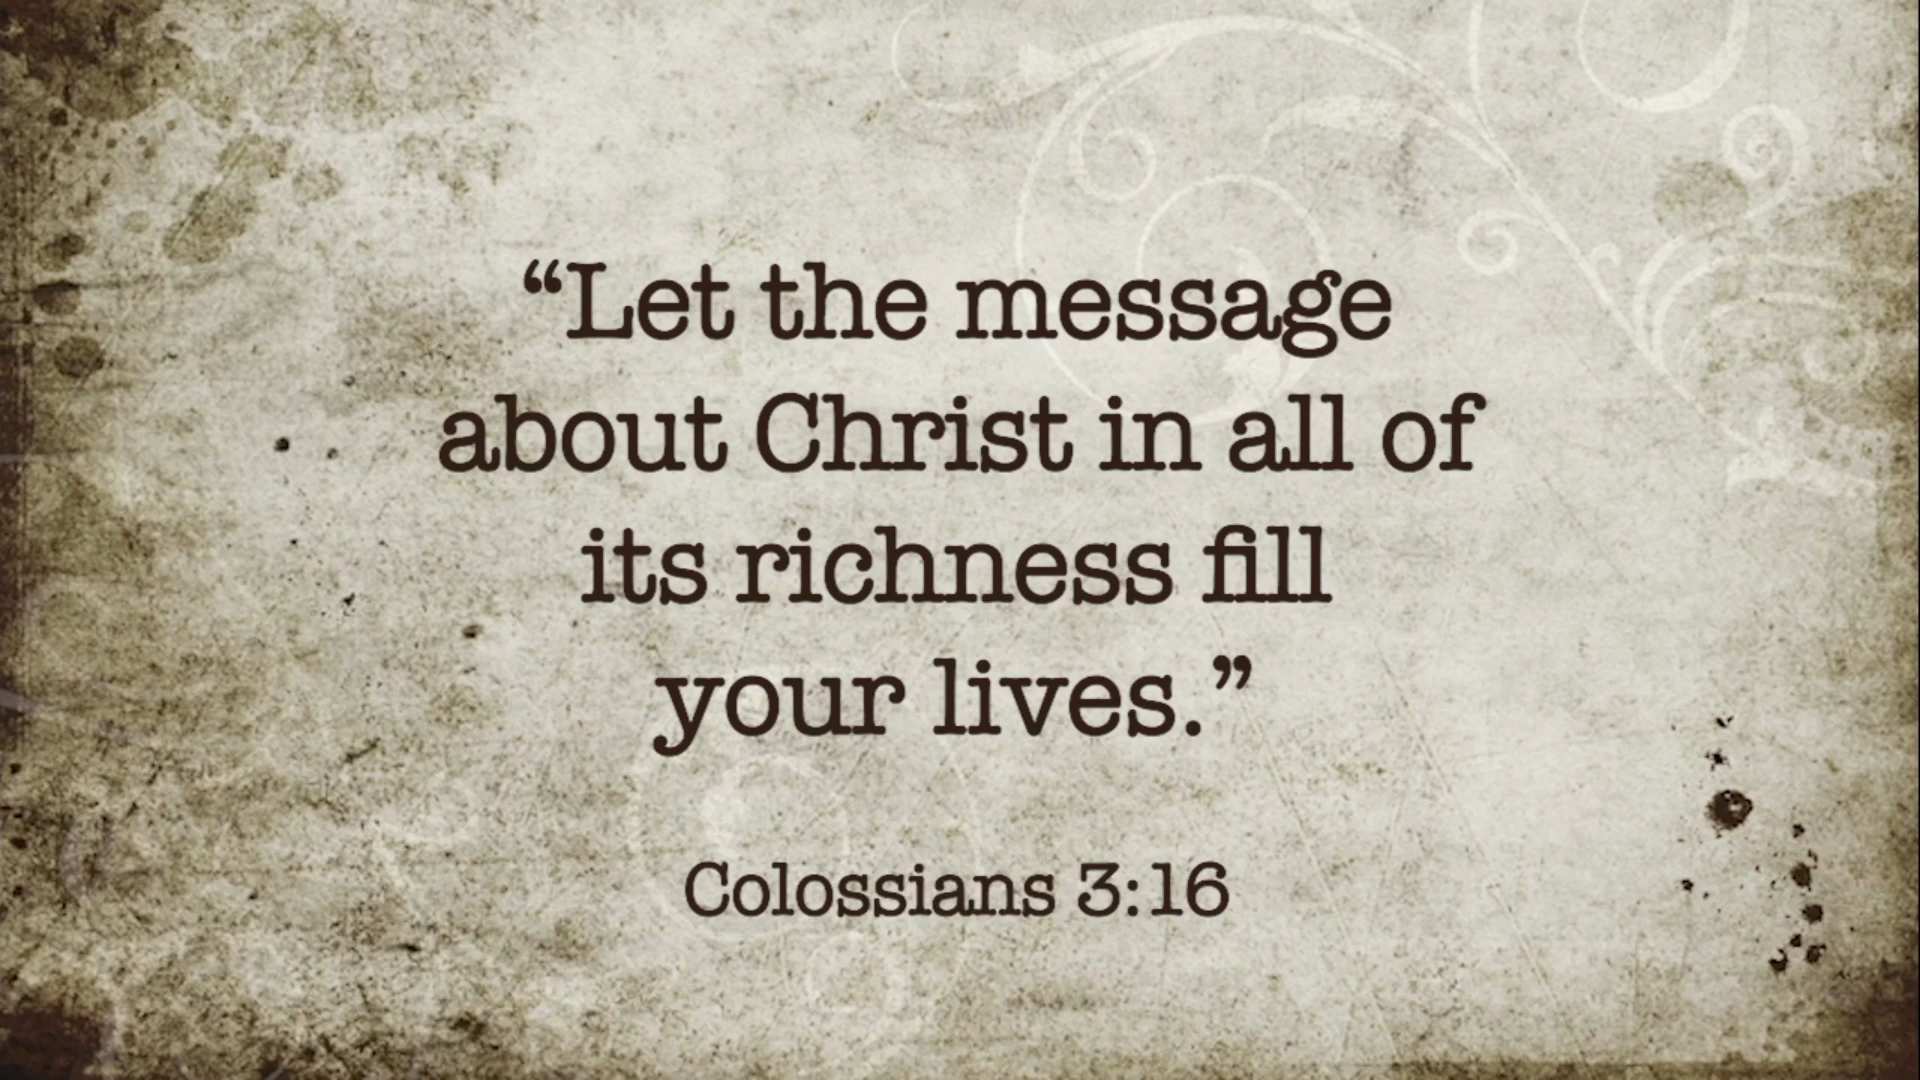 “Let the message
about Christ in all of
its richness fill
your lives.”
Colossians 3:16